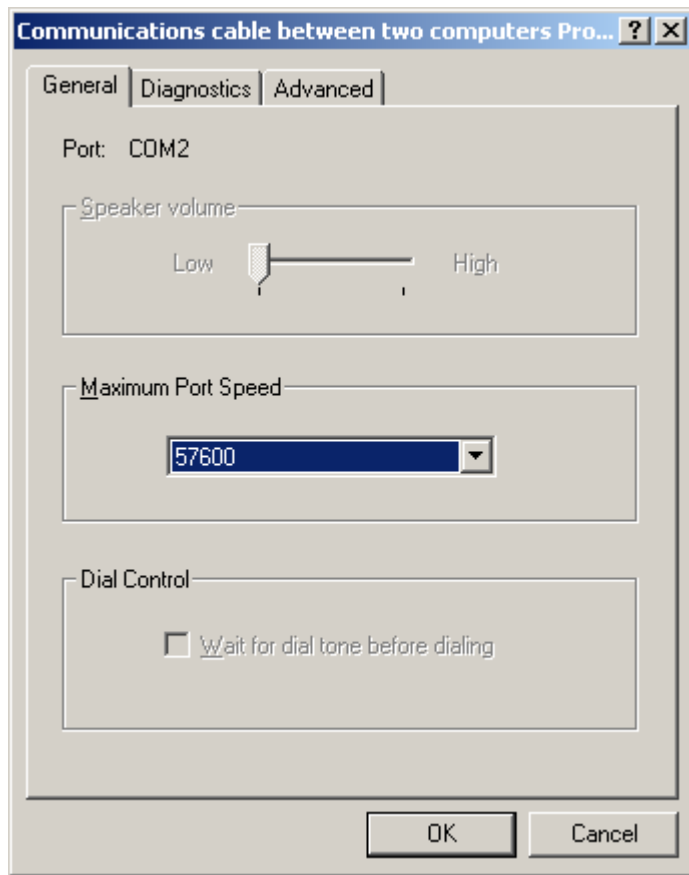 Communications cable between two computers Pro...
General Diagnostics Advanced
Port: COM2
Speaker volume
Low High
Maximum Port Speed
57600
Dial Control
Wait for dial tone before dialing
OK Cancel